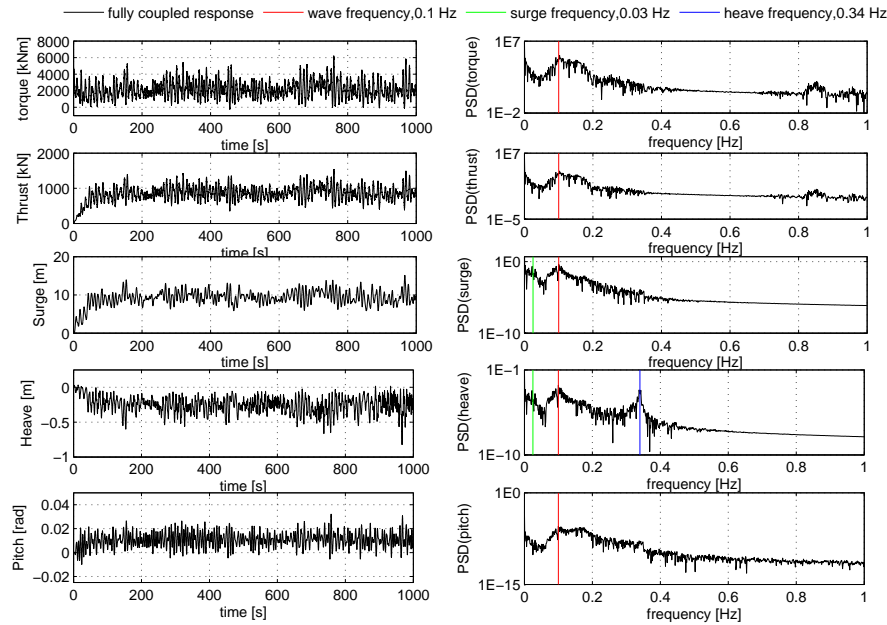 fully coupled response wave frequency,0.1 Hz surge frequency,0.03 Hz heave frequency,0.34 Hz
torque [kNm]
8000
6000
4000
2000
0
0 200 400 600 800 1000
time [s]
PSD(torque)
1E7
1E−2
0 0.2 0.4 0.6 0.8 1
frequency [Hz]
Thrust [kN]
2000
1000
0
0 200 400 600 800 1000
time [s]
PSD(thrust)
1E7
1E−5
0 0.2 0.4 0.6 0.8 1
frequency [Hz]
Surge [m]
20
10
0
0 200 400 600 800 1000
time [s]
PSD(surge)
1E0
1E−10
0 0.2 0.4 0.6 0.8 1
frequency [Hz]
Heave [m]
0
−0.5
−1
0 200 400 600 800 1000
time [s]
PSD(heave)
1E−1
1E−10
0 0.2 0.4 0.6 0.8 1
frequency [Hz]
Pitch [rad]
0.04
0.02
0
−0.02
0 200 400 600 800 1000
time [s]
PSD(pitch)
1E0
1E−15
0 0.2 0.4 0.6 0.8 1
frequency [Hz]